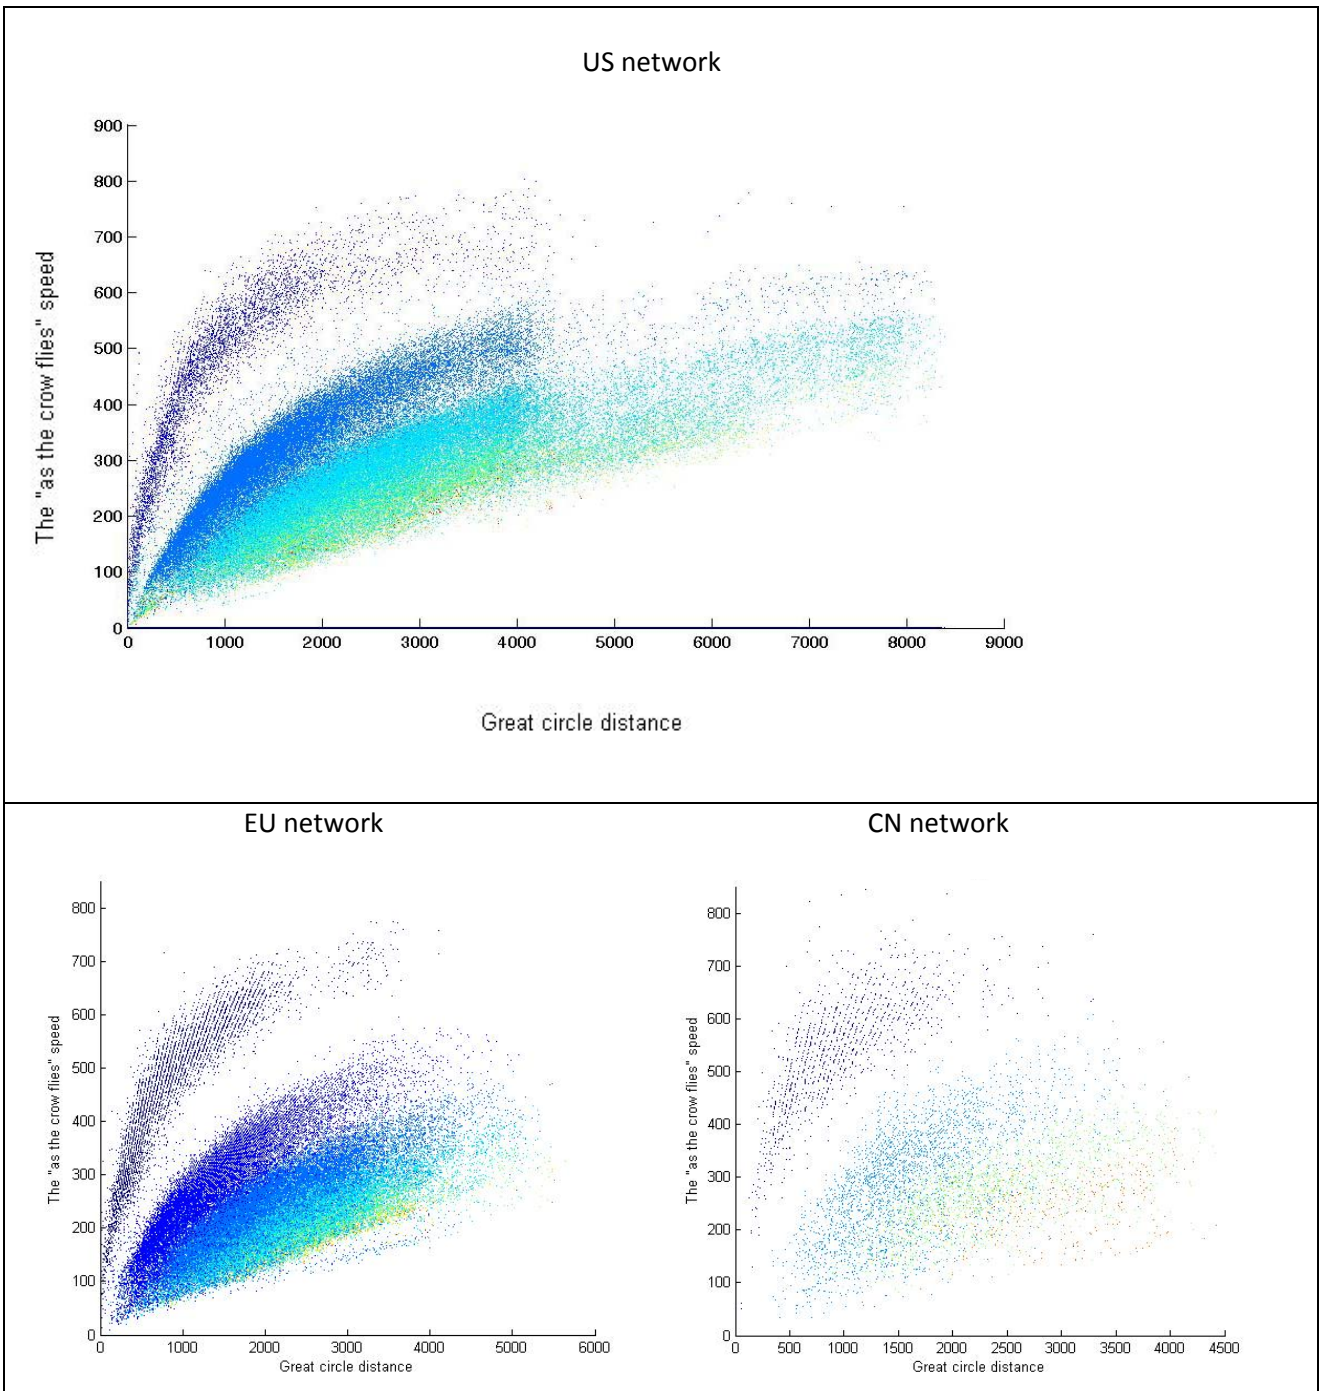 US network
900
800
700
600
500
400
300
200
100
0
The "as the crow flies" speed
0 1000 2000 3000 4000 5000 6000 7000 8000 9000
Great circle distance
EU network
800
700
600
500
400
300
200
100
0
The "as the crow flies" speed
0 1000 2000 3000 4000 5000 6000
Great circle distance
CN network
800
700
600
500
400
300
200
100
0
The "as the crow flies" speed
0 500 1000 1500 2000 2500 3000 3500 4000 4500
Great circle distance